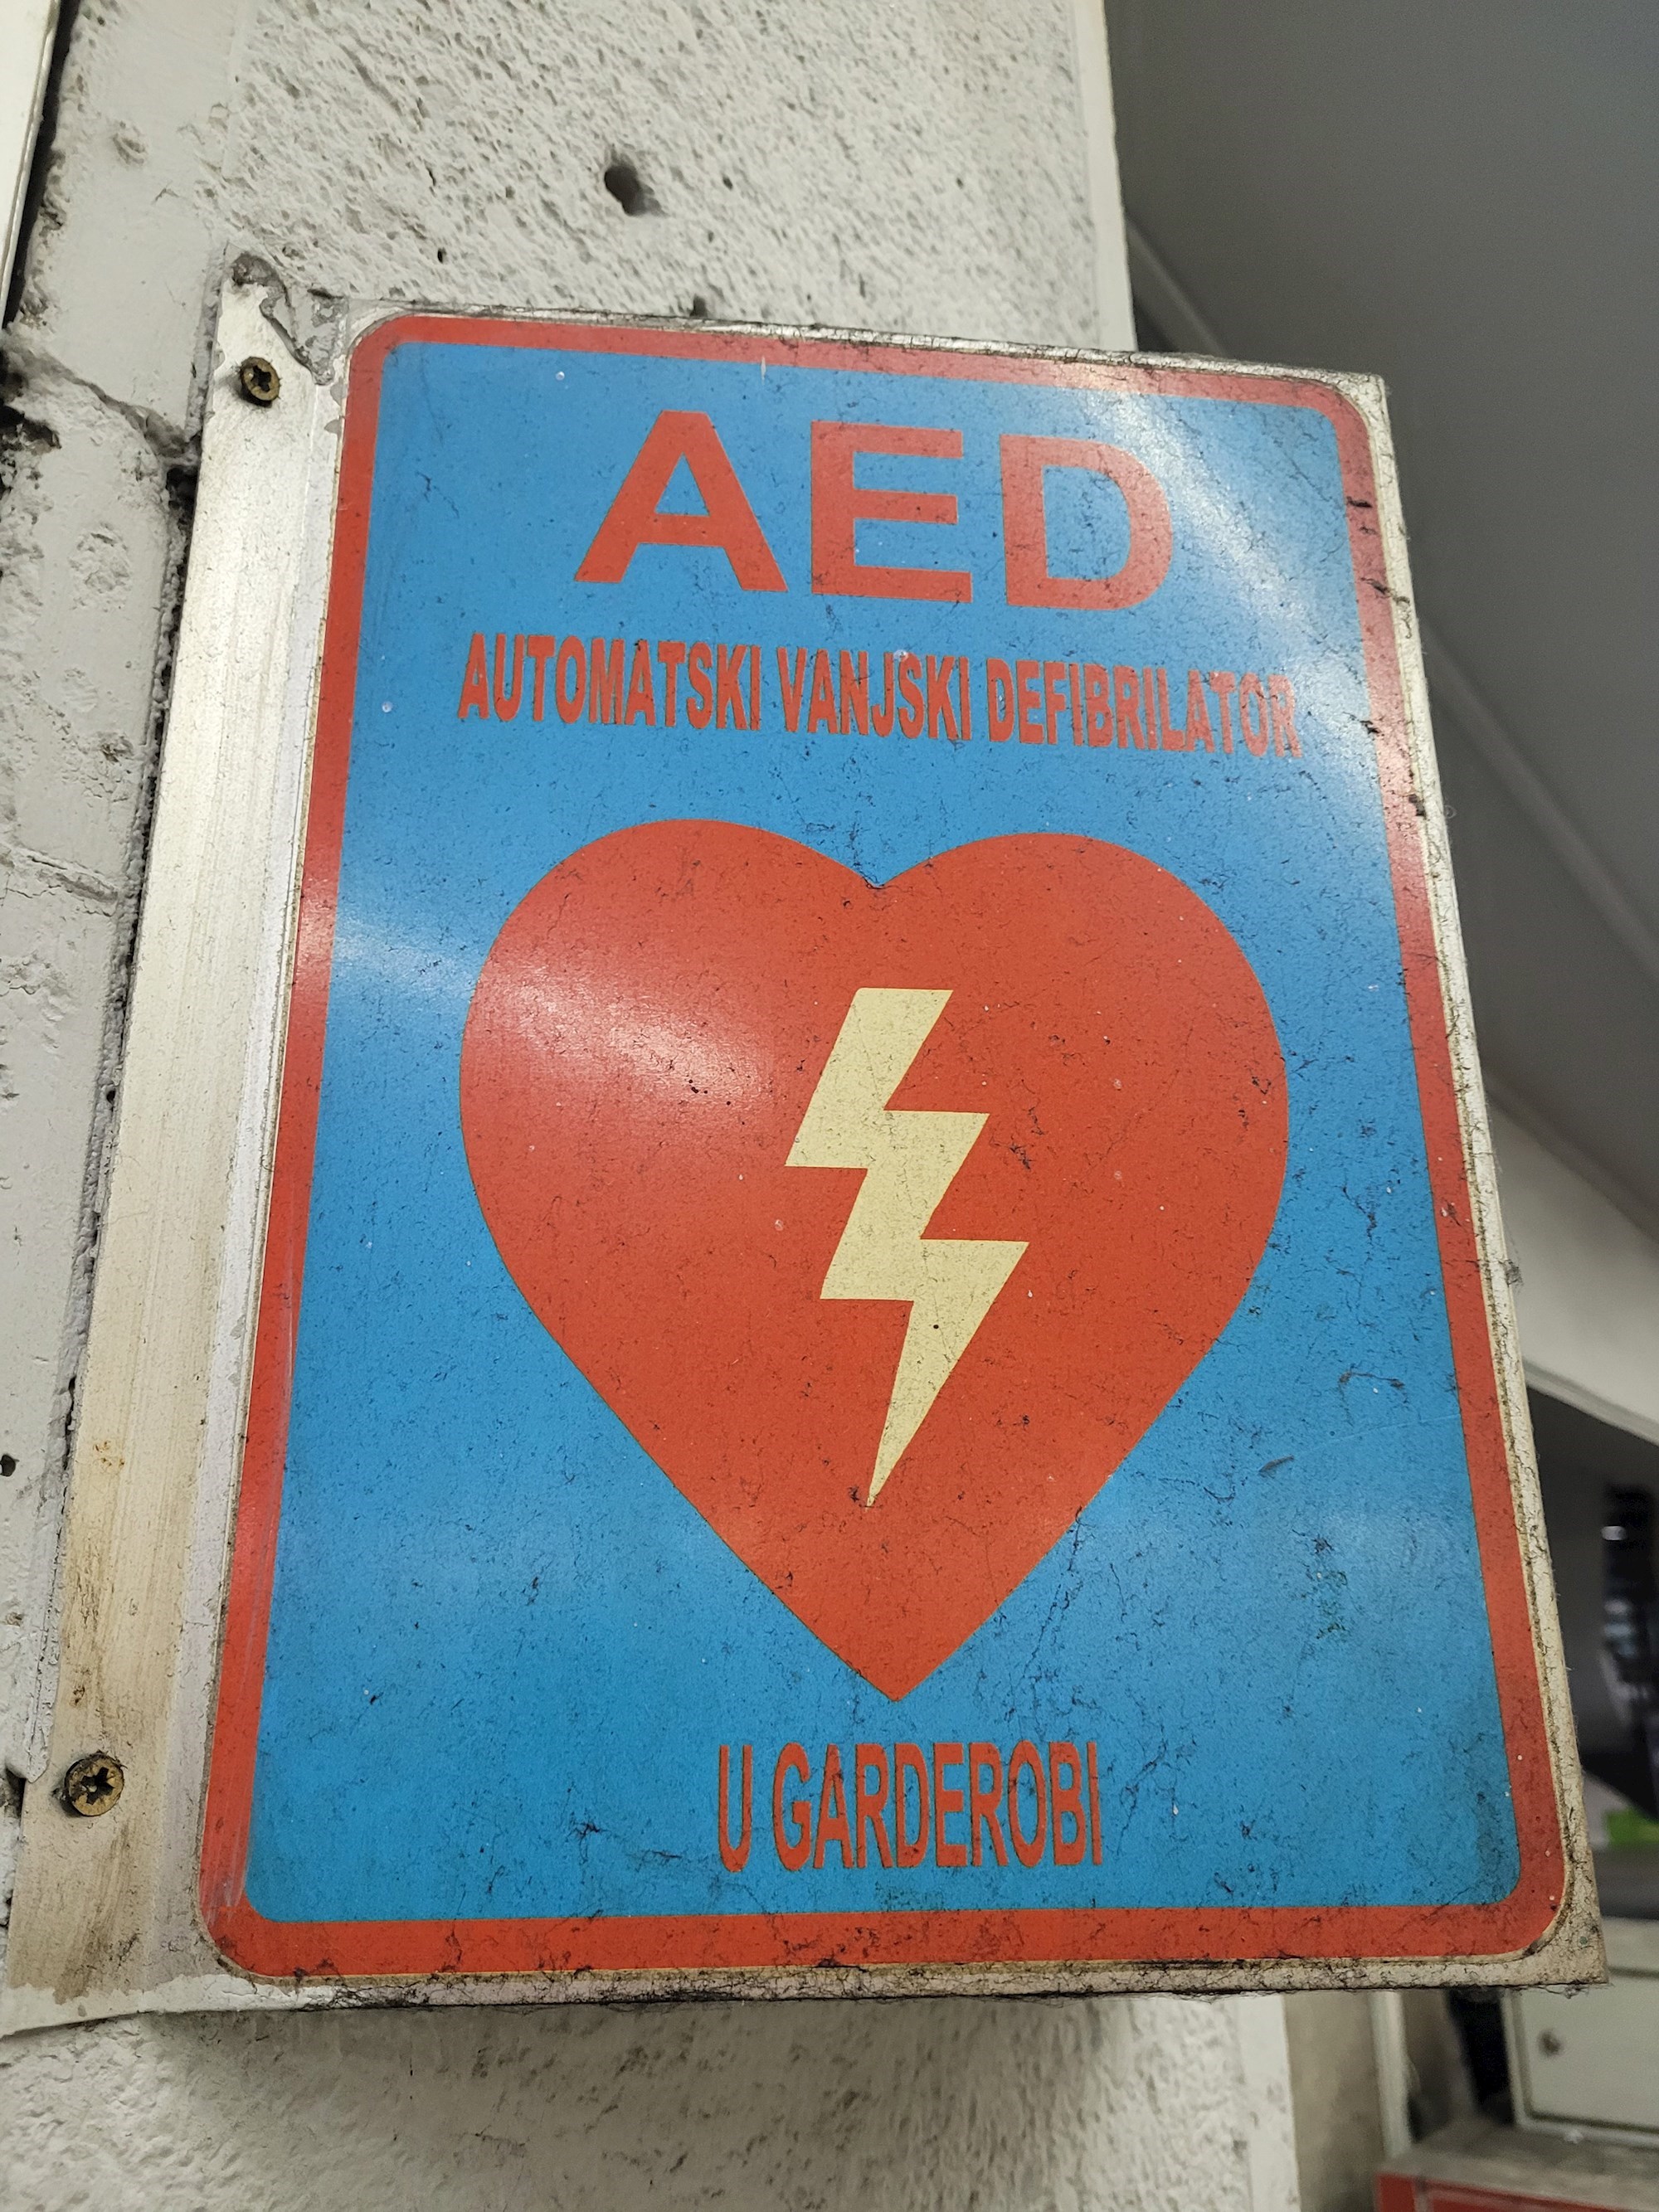 AED
AUTOMATSKI VANJSKI DEFIBRILATOR
U GARDEROBI